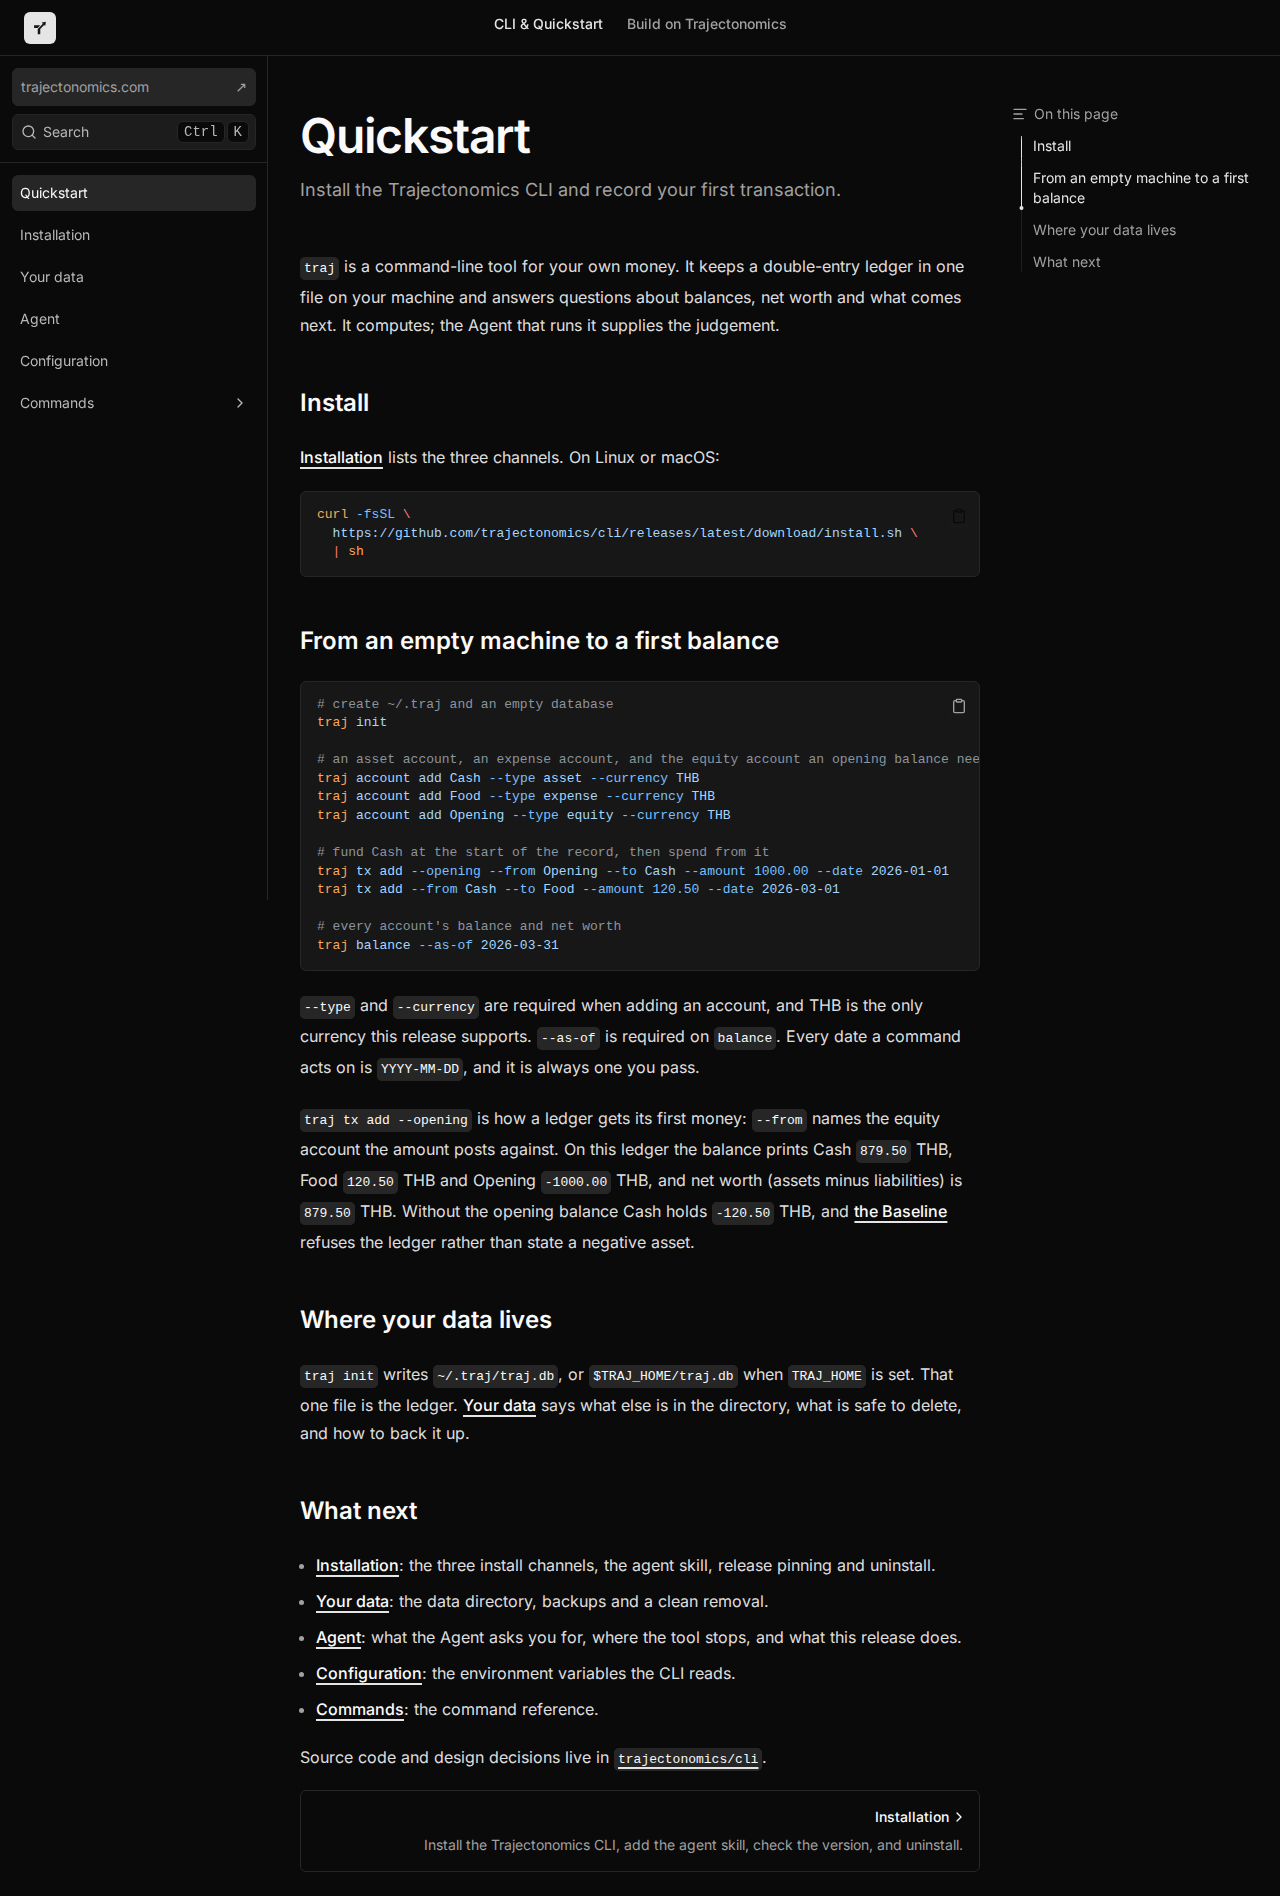 CLI & Quickstart
Build on Trajectonomics
trajectonomics.com ↗
Search
Ctrl K
Quickstart
Installation
Your data
Agent
Configuration
Commands
Quickstart
Install the Trajectonomics CLI and record your first transaction.
traj is a command-line tool for your own money. It keeps a double-entry ledger in one
file on your machine and answers questions about balances, net worth and what comes
next. It computes; the Agent that runs it supplies the judgement.
Install
Installation lists the three channels. On Linux or macOS:
curl -fsSL \
https://github.com/trajectonomics/cli/releases/latest/download/install.sh \
| sh
From an empty machine to a first balance
# create ~/.traj and an empty database
traj init
# an asset account, an expense account, and the equity account an opening balance nee
traj account add Cash --type asset --currency THB
traj account add Food --type expense --currency THB
traj account add Opening --type equity --currency THB
# fund Cash at the start of the record, then spend from it
traj tx add --opening --from Opening --to Cash --amount 1000.00 --date 2026-01-01
traj tx add --from Cash --to Food --amount 120.50 --date 2026-03-01
# every account's balance and net worth
traj balance --as-of 2026-03-31
--type and --currency are required when adding an account, and THB is the only
currency this release supports. --as-of is required on balance. Every date a command
acts on is YYYY-MM-DD, and it is always one you pass.
traj tx add --opening is how a ledger gets its first money: --from names the equity
account the amount posts against. On this ledger the balance prints Cash 879.50 THB,
Food 120.50 THB and Opening -1000.00 THB, and net worth (assets minus liabilities) is
879.50 THB. Without the opening balance Cash holds -120.50 THB, and the Baseline
refuses the ledger rather than state a negative asset.
Where your data lives
traj init writes ~/.traj/traj.db, or $TRAJ_HOME/traj.db when TRAJ_HOME is set. That
one file is the ledger. Your data says what else is in the directory, what is safe to delete,
and how to back it up.
What next
• Installation: the three install channels, the agent skill, release pinning and uninstall.
• Your data: the data directory, backups and a clean removal.
• Agent: what the Agent asks you for, where the tool stops, and what this release does.
• Configuration: the environment variables the CLI reads.
• Commands: the command reference.
Source code and design decisions live in trajectonomics/cli.
Installation
Install the Trajectonomics CLI, add the agent skill, check the version, and uninstall.
On this page
Install
From an empty machine to a first
balance
Where your data lives
What next